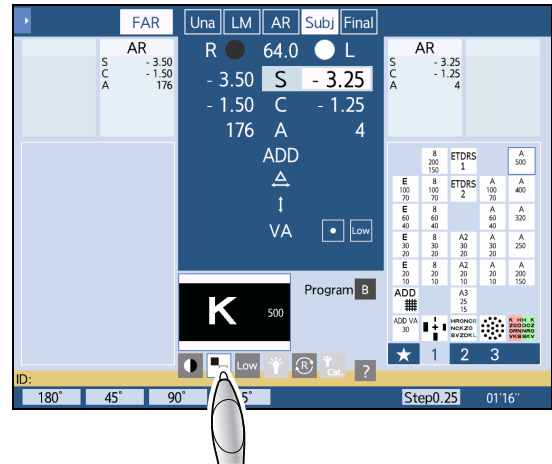 FAR
Una LM AR Subj Final
AR
S - 3.50
C - 1.50
A 176
R 64.0 L
- 3.50 S - 3.25
- 1.50 C - 1.25
176 A 4
ADD
VA Low
AR
S - 3.25
C - 1.25
A 4
8 200 150 ETDRS 1 A 500
E 100 70 8 100 70 ETDRS 2 A 100 70 A 400
E 60 40 8 60 40 A 60 40 A 320
E 30 20 8 30 20 A2 30 20 A 30 20 A 250
E 20 10 8 20 10 A2 20 10 A 20 10 A 200 150
ADD A3 25 15
ADD VA 30
1 2 3
K 500
Program B
Low R Cat. ?
ID:
180° 45° 90° Step0.25 01'16"